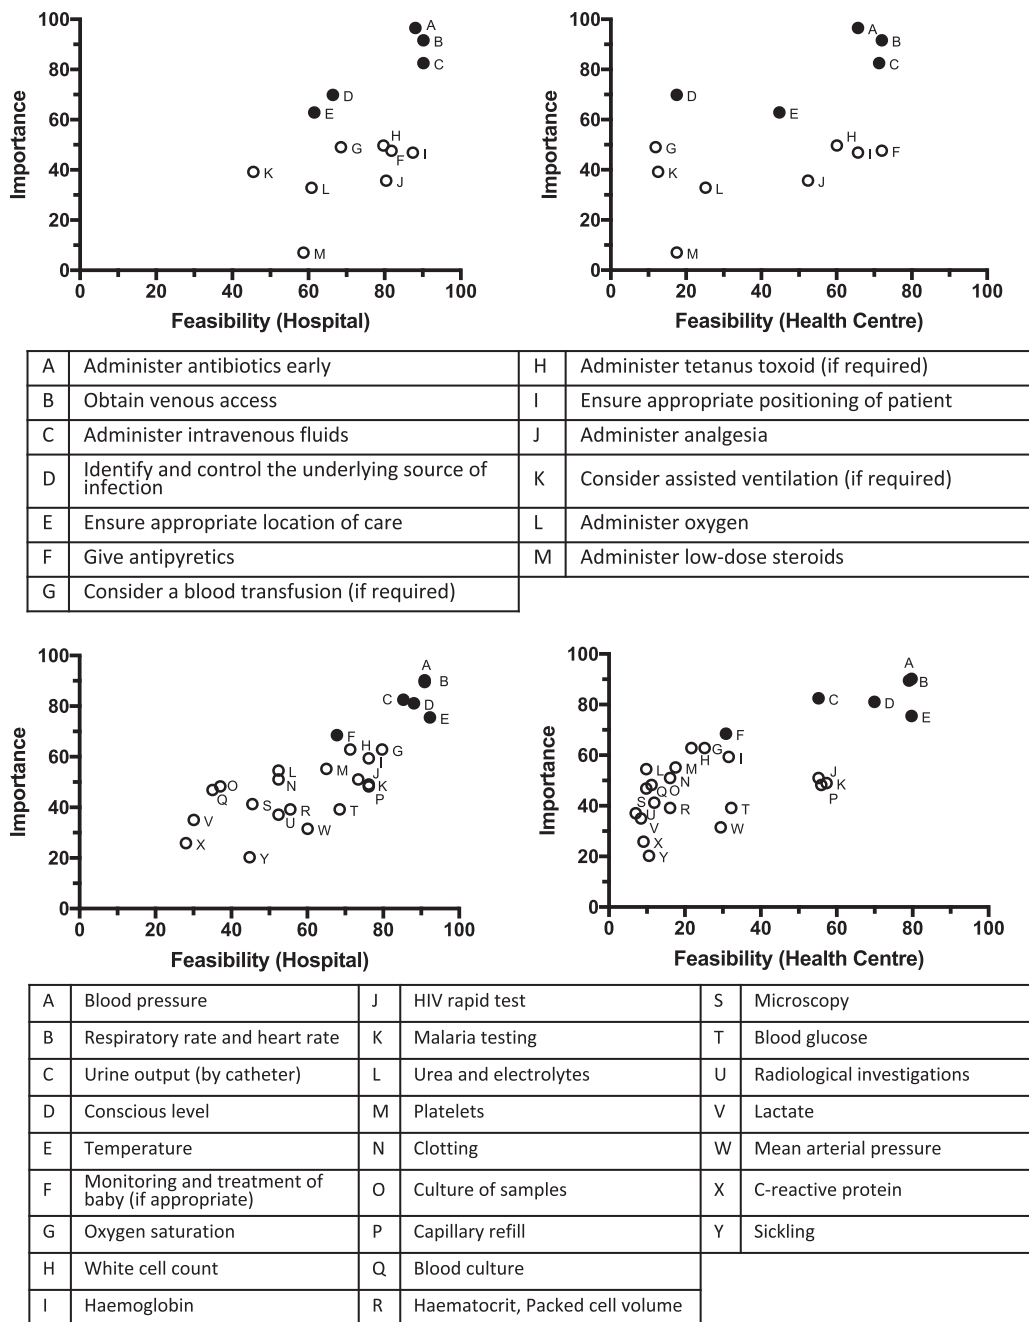 100
80
60
40
20
0
Importance
A
B
C
D
E
H
G
F
I
K
L
J
M
0 20 40 60 80 100
Feasibility (Hospital)
100
80
60
40
20
0
Importance
A
B
C
D
E
H
G
I
F
K
L
J
M
0 20 40 60 80 100
Feasibility (Health Centre)
A Administer antibiotics early H Administer tetanus toxoid (if required)
B Obtain venous access I Ensure appropriate positioning of patient
C Administer intravenous fluids J Administer analgesia
D Identify and control the underlying source of
infection K Consider assisted ventilation (if required)
E Ensure appropriate location of care L Administer oxygen
F Give antipyretics M Administer low-dose steroids
G Consider a blood transfusion (if required)
100
80
60
40
20
0
Importance
A
B
C
D
E
F
H
G
I
L
M
J
N
K
O
Q
P
S
R
T
U
V
W
X
Y
0 20 40 60 80 100
Feasibility (Hospital)
100
80
60
40
20
0
Importance
A
B
C
D
E
F
G
H
I
L
M
J
N
K
Q
O
P
S
R
T
U
V
W
X
Y
0 20 40 60 80 100
Feasibility (Health Centre)
A Blood pressure J HIV rapid test S Microscopy
B Respiratory rate and heart rate K Malaria testing T Blood glucose
C Urine output (by catheter) L Urea and electrolytes U Radiological investigations
D Conscious level M Platelets V Lactate
E Temperature N Clotting W Mean arterial pressure
F Monitoring and treatment of
baby (if appropriate) O Culture of samples X C-reactive protein
G Oxygen saturation P Capillary refill Y Sickling
H White cell count Q Blood culture
I Haemoglobin R Haematocrit, Packed cell volume